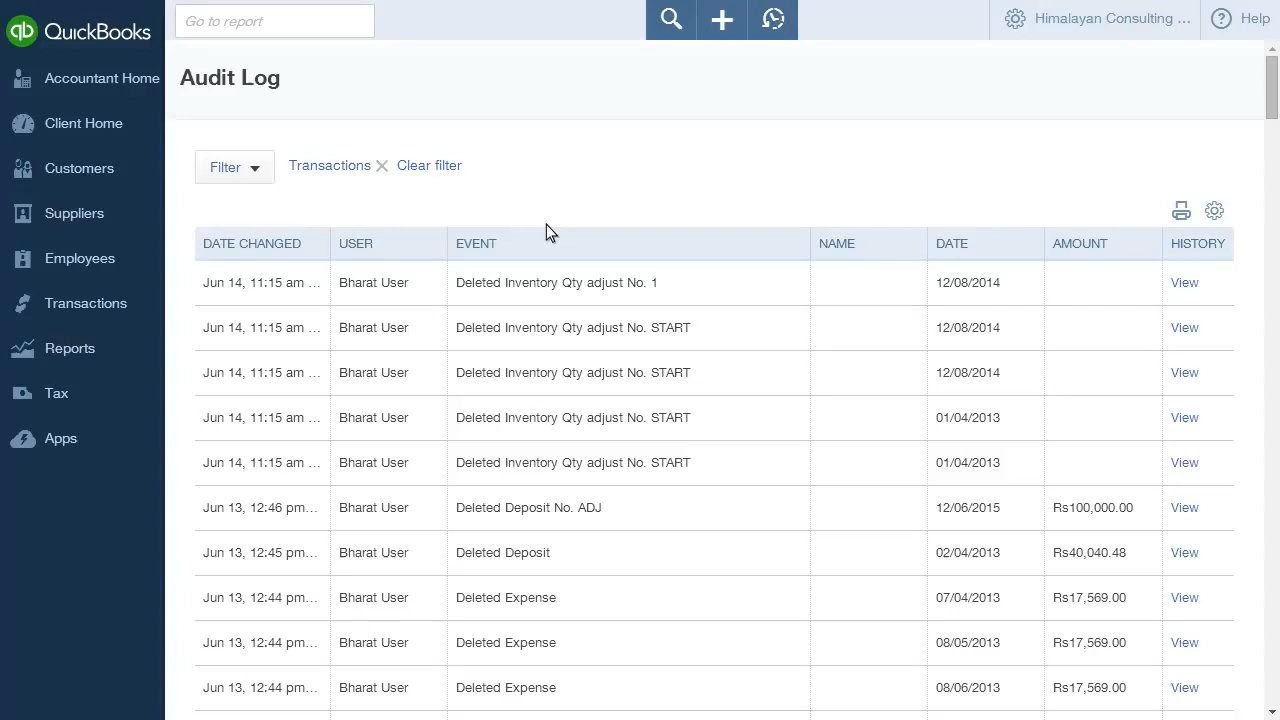 QuickBooks
Go to report
Himalayan Consulting ...
Help
Accountant Home
Client Home
Customers
Suppliers
Employees
Transactions
Reports
Tax
Apps
Audit Log
Filter Transactions Clear filter
DATE CHANGED USER EVENT NAME DATE AMOUNT HISTORY
Jun 14, 11:15 am ... Bharat User Deleted Inventory Qty adjust No. 1 12/08/2014 View
Jun 14, 11:15 am ... Bharat User Deleted Inventory Qty adjust No. START 12/08/2014 View
Jun 14, 11:15 am ... Bharat User Deleted Inventory Qty adjust No. START 12/08/2014 View
Jun 14, 11:15 am ... Bharat User Deleted Inventory Qty adjust No. START 01/04/2013 View
Jun 14, 11:15 am ... Bharat User Deleted Inventory Qty adjust No. START 01/04/2013 View
Jun 13, 12:46 pm... Bharat User Deleted Deposit No. ADJ 12/06/2015 Rs100,000.00 View
Jun 13, 12:45 pm... Bharat User Deleted Deposit 02/04/2013 Rs40,040.48 View
Jun 13, 12:44 pm... Bharat User Deleted Expense 07/04/2013 Rs17,569.00 View
Jun 13, 12:44 pm... Bharat User Deleted Expense 08/05/2013 Rs17,569.00 View
Jun 13, 12:44 pm... Bharat User Deleted Expense 08/06/2013 Rs17,569.00 View